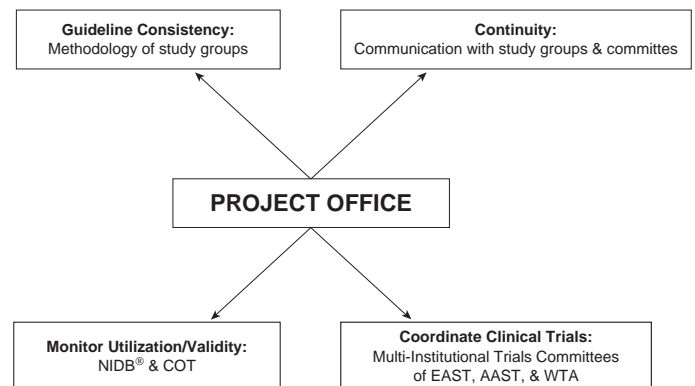 Guideline Consistency:
Methodology of study groups
Continuity:
Communication with study groups & committes
PROJECT OFFICE
Monitor Utilization/Validity:
NIDB® & COT
Coordinate Clinical Trials:
Multi-Institutional Trials Committees
of EAST, AAST, & WTA